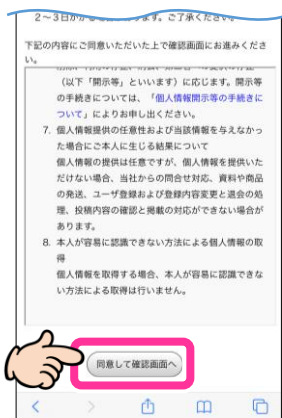 2～3日かかることがあります。ご了承ください。
下記の内容にご同意いただいた上で確認画面にお進みくださ
い。
（以下「開示等」といいます）に応じます。開示等
の手続きについては、「個人情報開示等の手続きに
ついて」によりお申し出ください。
7. 個人情報提供の任意性および当該情報を与えなかっ
た場合にご本人に生じる結果について
個人情報の提供は任意ですが、個人情報を提供いた
だけない場合、当社からの問合せ対応、資料や商品
の発送、ユーザ登録および登録内容変更と退会の処
理、投稿内容の確認と掲載の対応ができない場合が
あります。
8. 本人が容易に認識できない方法による個人情報の取
得
個人情報を取得する場合、本人が容易に認識できな
い方法による取得は行いません。
同意して確認画面へ